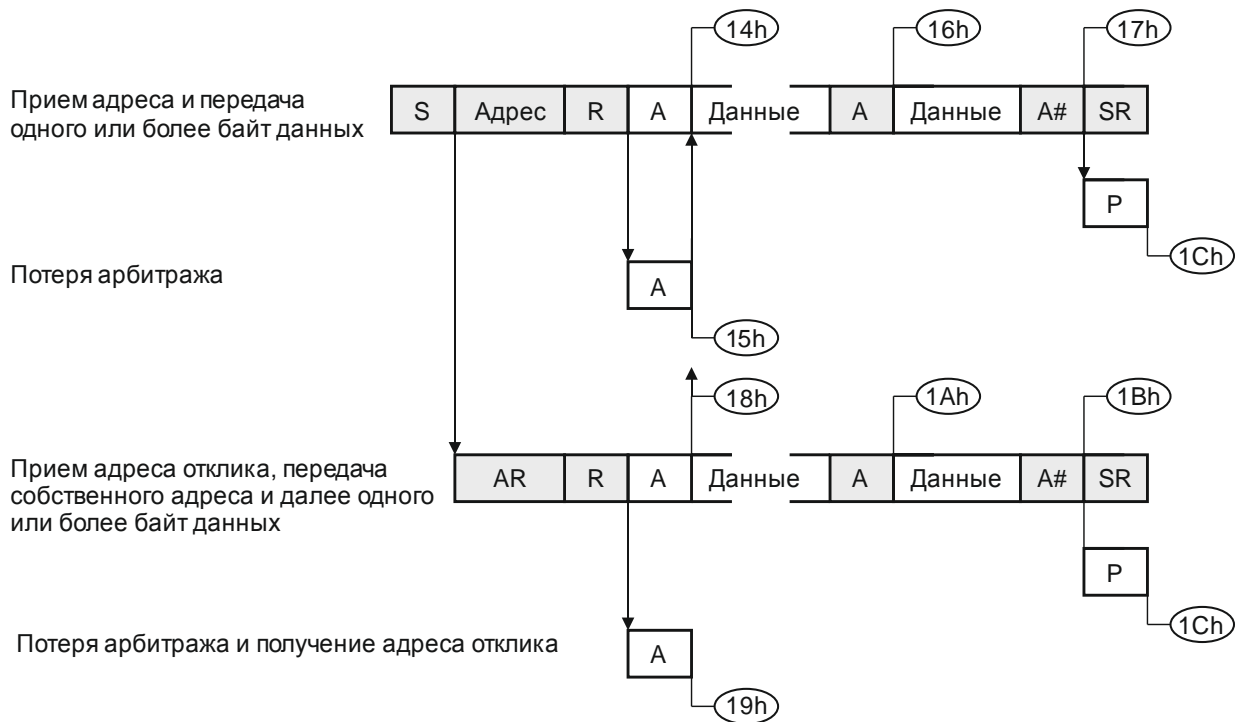 14h 16h 17h
Прием адреса и передача
одного или более байт данных
S Адрес R A Данные A Данные A# SR
P
1Ch
Потеря арбитража
A
15h
18h 1Ah 1Bh
Прием адреса отклика, передача
собственного адреса и далее одного
или более байт данных
AR R A Данные A Данные A# SR
P
1Ch
Потеря арбитража и получение адреса отклика
A
19h